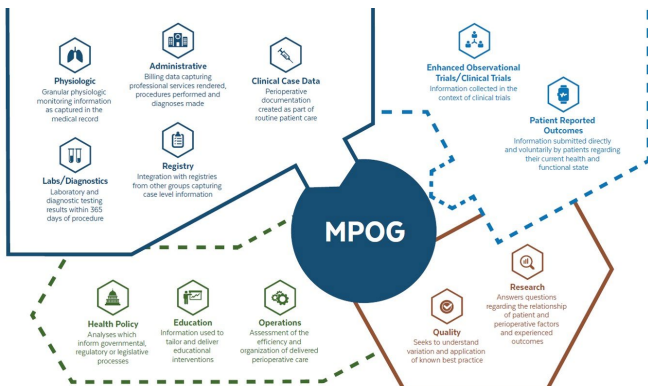 Physiologic
Granular physiologic
monitoring information
as captured in the
medical record
Administrative
Billing data capturing
professional services rendered,
procedures performed and
diagnoses made
Clinical Case Data
Perioperative
documentation
created as part of
routine patient care
Labs/Diagnostics
Laboratory and
diagnostic testing
results within 365
days of procedure
Registry
Integration with registries
from other groups capturing
case level information
Enhanced Observational
Trials/Clinical Trials
Information collected in the
context of clinical trials
Patient Reported
Outcomes
Information submitted directly
and voluntarily by patients regarding
their current health and
functional state
MPOG
Health Policy
Analyses which
inform governmental,
regulatory or legislative
processes
Education
Information used to
tailor and deliver
educational
interventions
Operations
Assessment of the
efficiency and
organization of delivered
perioperative care
Quality
Seeks to understand
variation and application
of known best practice
Research
Answers questions
regarding the relationship
of patient and
perioperative factors
and experienced
outcomes